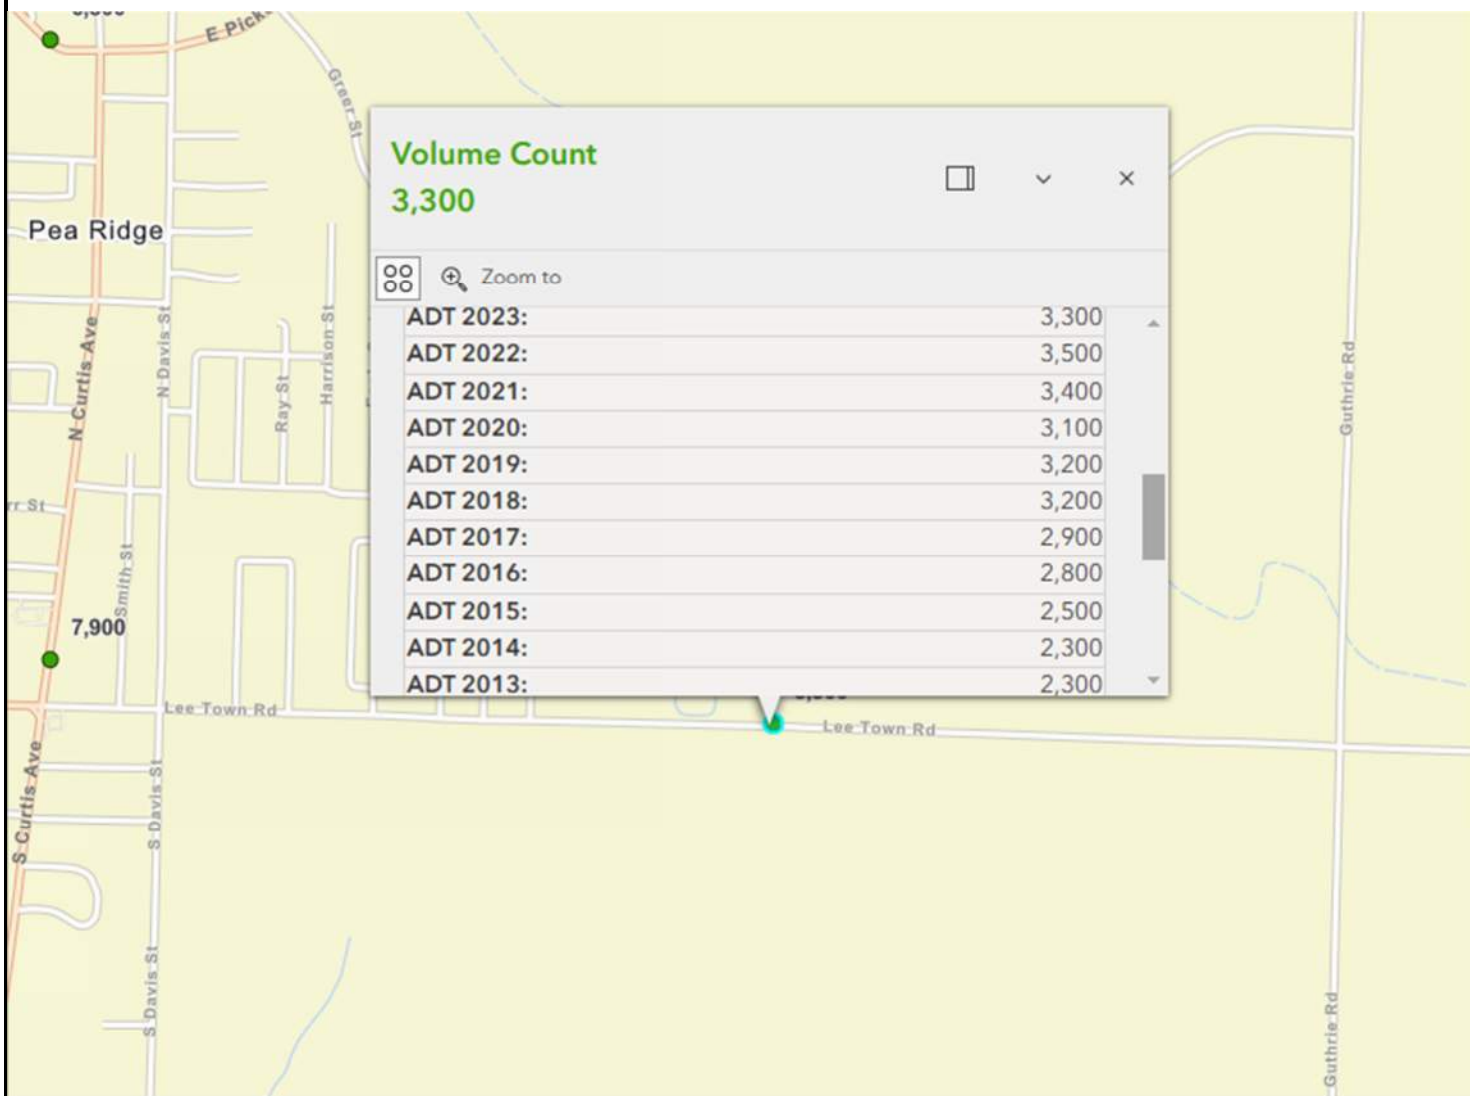 E Pick
Greer St
Volume Count
3,300
Pea Ridge
Zoom to
ADT 2023: 3,300
ADT 2022: 3,500
ADT 2021: 3,400
ADT 2020: 3,100
ADT 2019: 3,200
ADT 2018: 3,200
ADT 2017: 2,900
ADT 2016: 2,800
ADT 2015: 2,500
ADT 2014: 2,300
ADT 2013: 2,300
N Curtis Ave
N Davis St
Ray St
Harrison St
Guthrie Rd
rr St
Smith St
7,900
Lee Town Rd
Lee Town Rd
S Curtis Ave
S Davis St
S Davis St
Guthrie Rd